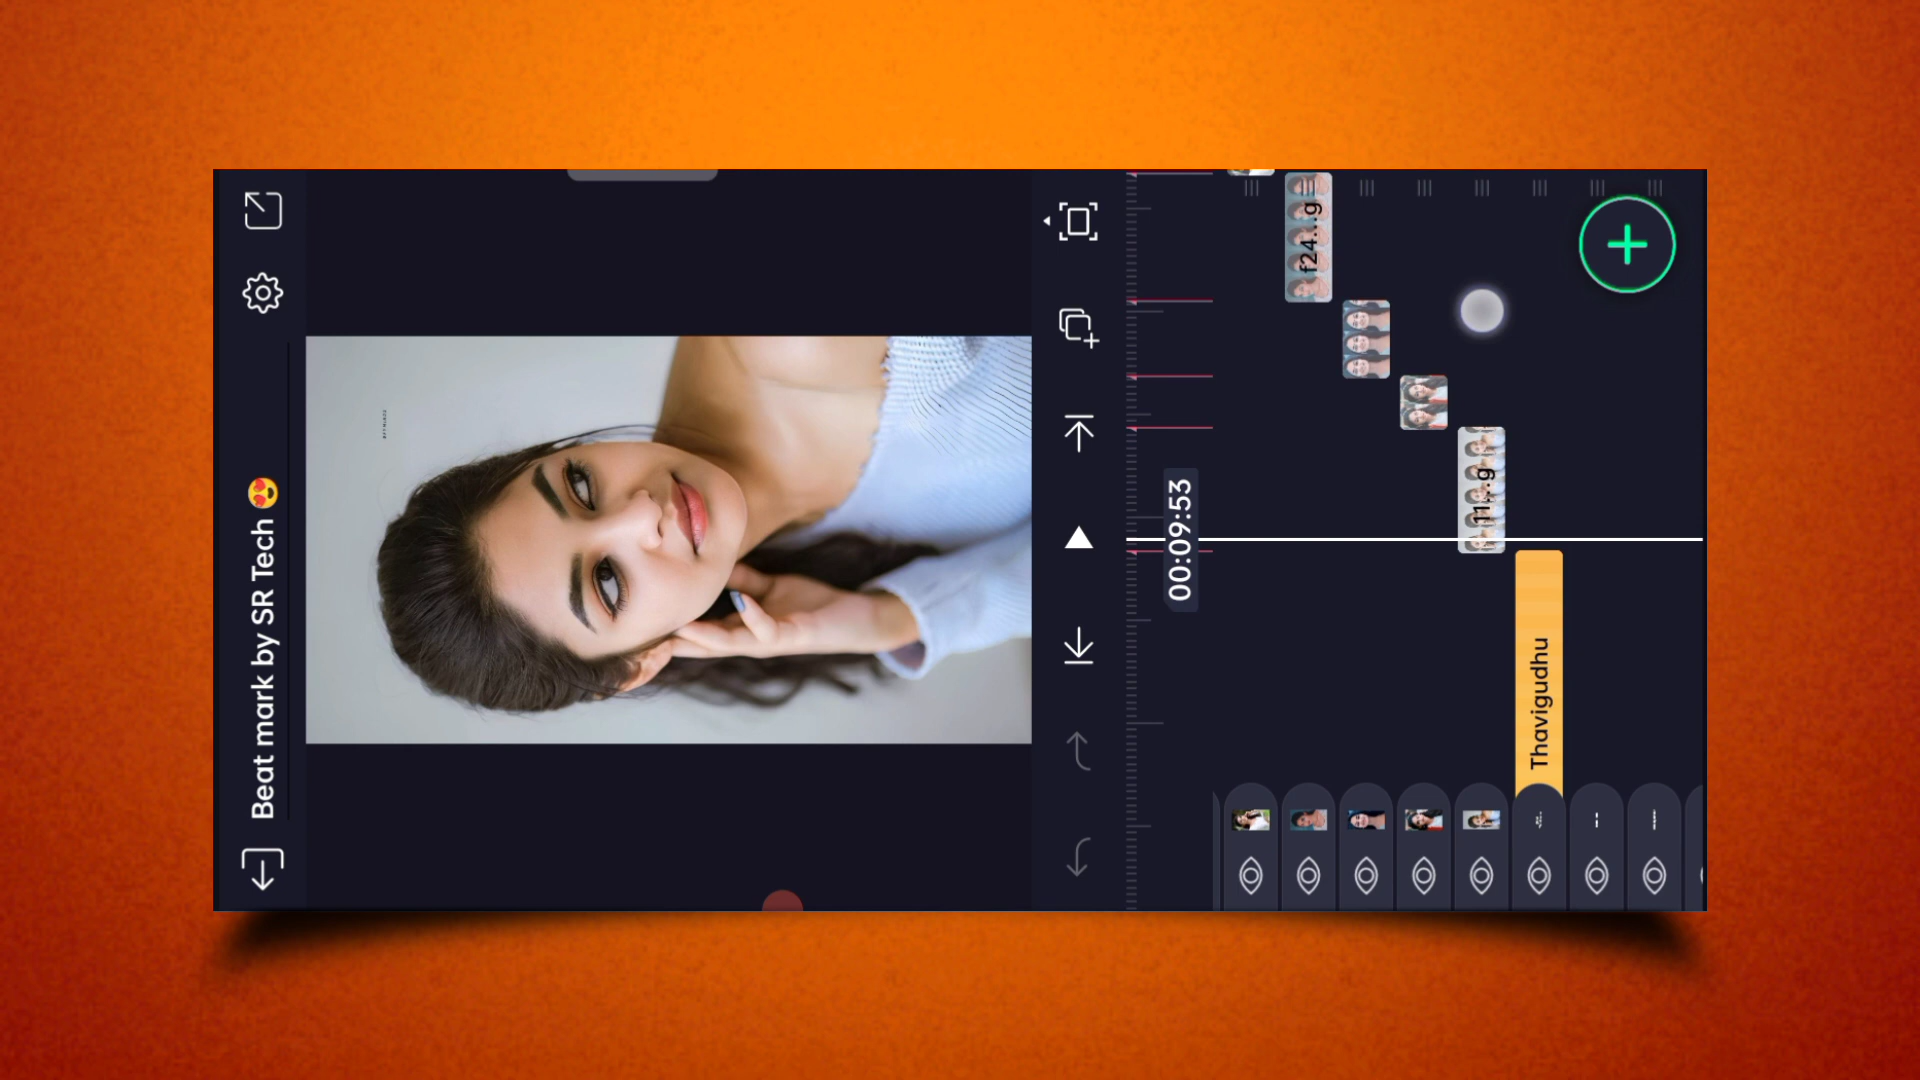 Beat mark by SR Tech 😍
00:09:53
f24...g
11...g
Thavigudhu